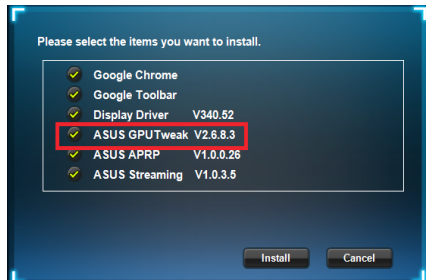 Please select the items you want to install.
Google Chrome
Google Toolbar
Display Driver V340.52
ASUS GPUTweak V2.6.8.3
ASUS APRP V1.0.0.26
ASUS Streaming V1.0.3.5
Install Cancel